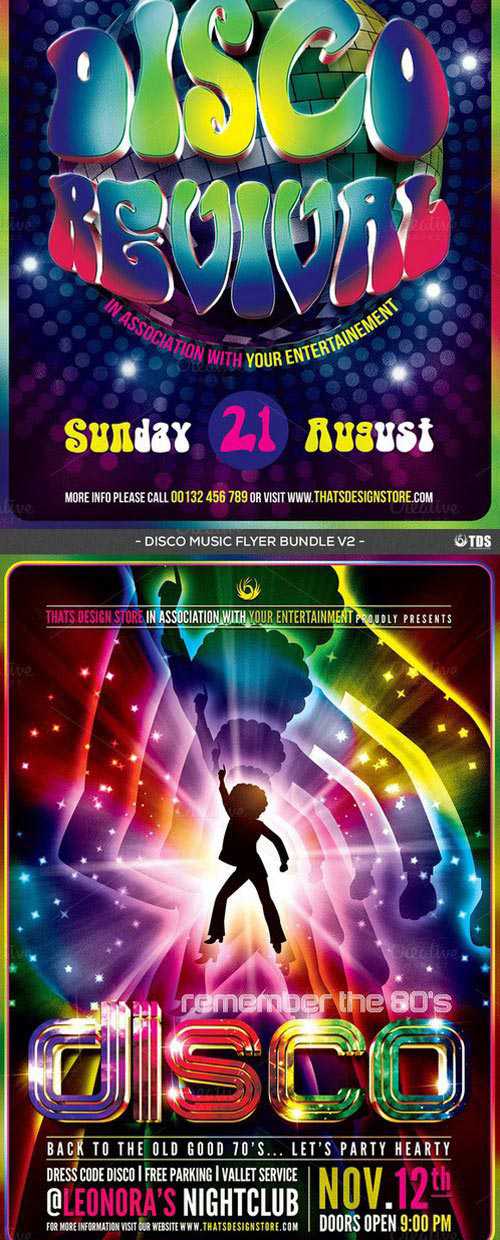 DISCO
REVIVAL
IN ASSOCIATION WITH YOUR ENTERTAINEMENT
Sunday 21 August
MORE INFO PLEASE CALL 00132 456 789 OR VISIT WWW.THATSDESIGNSTORE.COM
- DISCO MUSIC FLYER BUNDLE V2 - TDS
THATS DESIGN STORE IN ASSOCIATION WITH YOUR ENTERTAINMENT PROUDLY PRESENTS
remember the 80's
disco
BACK TO THE OLD GOOD 70'S... LET'S PARTY HEARTY
DRESS CODE DISCO | FREE PARKING | VALLET SERVICE
@LEONORA'S NIGHTCLUB
FOR MORE INFORMATION VISIT OUR WEBSITE WWW.THATSDESIGNSTORE.COM
NOV.12th
DOORS OPEN 9:00 PM
Creative